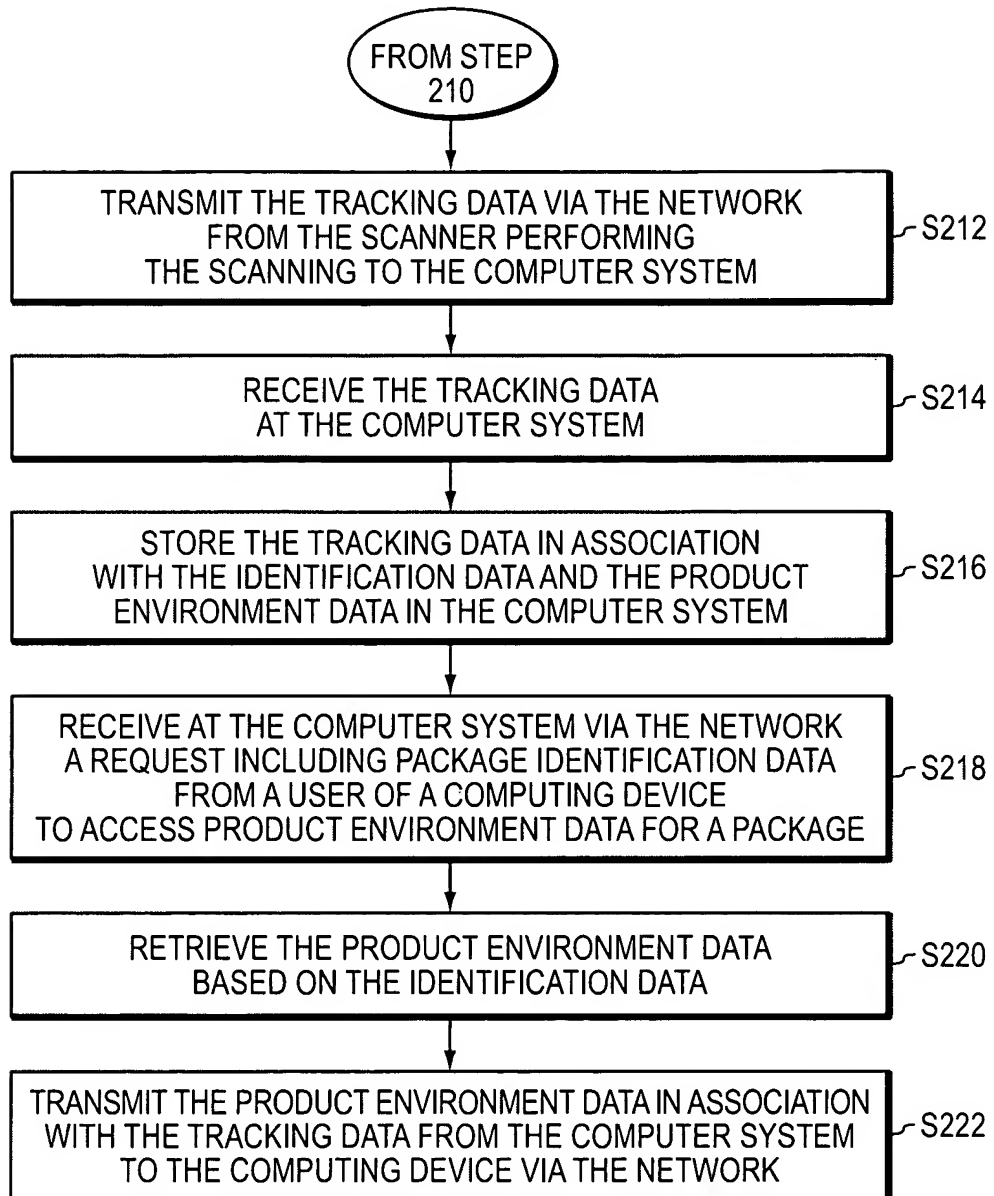 FROM STEP
210
TRANSMIT THE TRACKING DATA VIA THE NETWORK
FROM THE SCANNER PERFORMING
THE SCANNING TO THE COMPUTER SYSTEM
S212
RECEIVE THE TRACKING DATA
AT THE COMPUTER SYSTEM
S214
STORE THE TRACKING DATA IN ASSOCIATION
WITH THE IDENTIFICATION DATA AND THE PRODUCT
ENVIRONMENT DATA IN THE COMPUTER SYSTEM
S216
RECEIVE AT THE COMPUTER SYSTEM VIA THE NETWORK
A REQUEST INCLUDING PACKAGE IDENTIFICATION DATA
FROM A USER OF A COMPUTING DEVICE
TO ACCESS PRODUCT ENVIRONMENT DATA FOR A PACKAGE
S218
RETRIEVE THE PRODUCT ENVIRONMENT DATA
BASED ON THE IDENTIFICATION DATA
S220
TRANSMIT THE PRODUCT ENVIRONMENT DATA IN ASSOCIATION
WITH THE TRACKING DATA FROM THE COMPUTER SYSTEM
TO THE COMPUTING DEVICE VIA THE NETWORK
S222